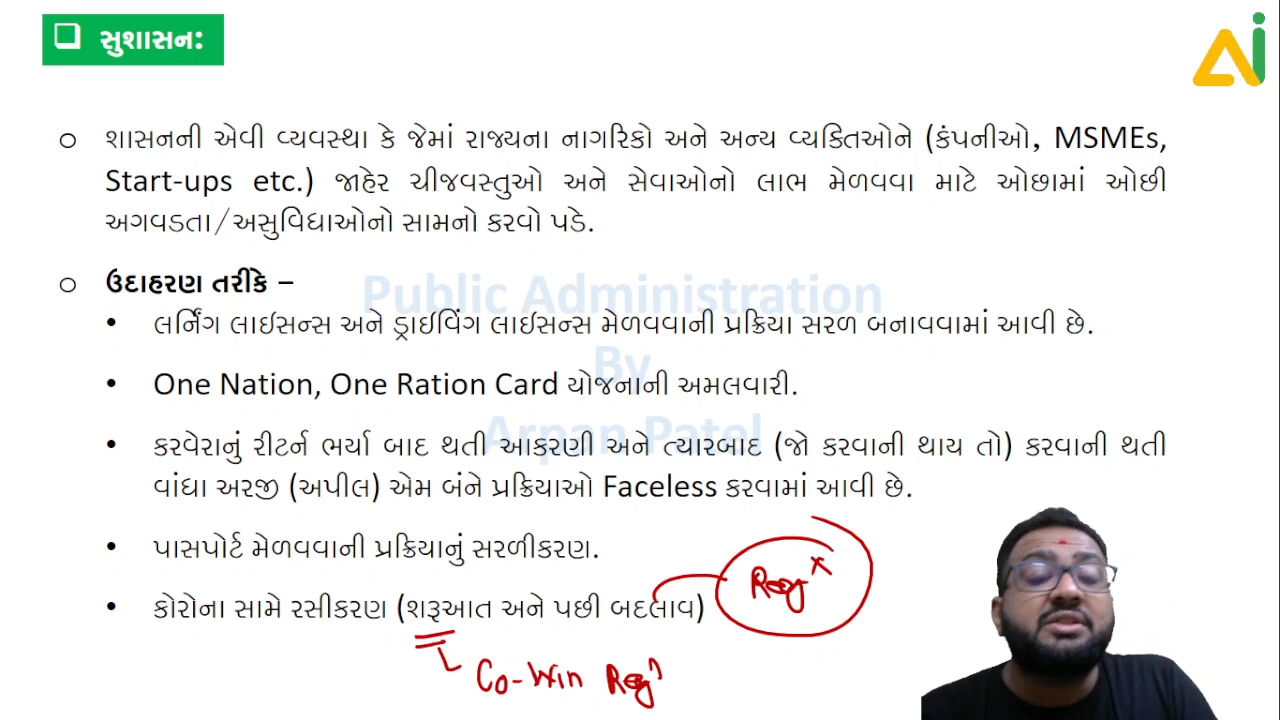 સુશાસન:
શાસનની એવી વ્યવસ્થા કે જેમાં રાજ્યના નાગરિકો અને અન્ય વ્યક્તિઓને (કંપનીઓ, MSMEs,
Start-ups etc.) જાહેર ચીજવસ્તુઓ અને સેવાઓનો લાભ મેળવવા માટે ઓછામાં ઓછી
અગવડતા/અસુવિધાઓનો સામનો કરવો પડે.
ઉદાહરણ તરીકે –
Public Administration
લર્નિંગ લાઈસન્સ અને ડ્રાઈવિંગ લાઈસન્સ મેળવવાની પ્રક્રિયા સરળ બનાવવામાં આવી છે.
By
One Nation, One Ration Card યોજનાની અમલવારી.
Arpan Patel
કરવેરાનું રીટર્ન ભર્યા બાદ થતી આકરણી અને ત્યારબાદ (જો કરવાની થાય તો) કરવાની થતી
વાંધા અરજી (અપીલ) એમ બંને પ્રક્રિયાઓ Faceless કરવામાં આવી છે.
પાસપોર્ટ મેળવવાની પ્રક્રિયાનું સરળીકરણ.
Reg x
કોરોના સામે રસીકરણ (શરૂઆત અને પછી બદલાવ)
Co-Win Regⁿ